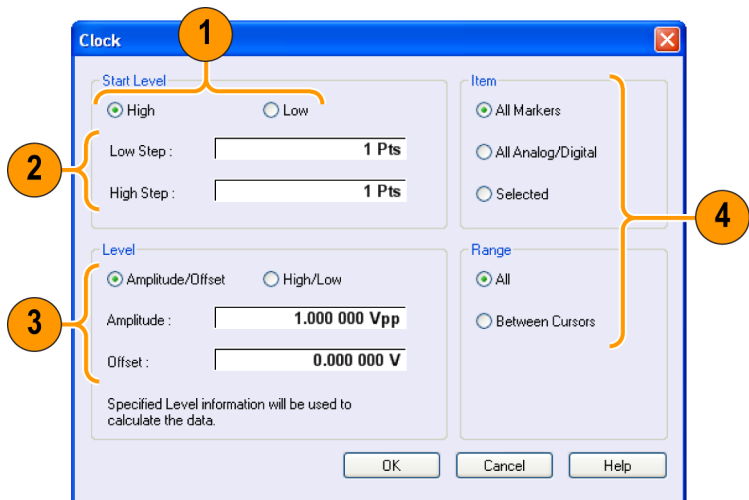 1
Clock
Start Level
High
Low
2
Low Step :
1 Pts
High Step :
1 Pts
Item
All Markers
All Analog/Digital
Selected
4
Level
3
Amplitude/Offset
High/Low
Amplitude :
1.000 000 Vpp
Offset :
0.000 000 V
Specified Level information will be used to
calculate the data.
Range
All
Between Cursors
OK
Cancel
Help